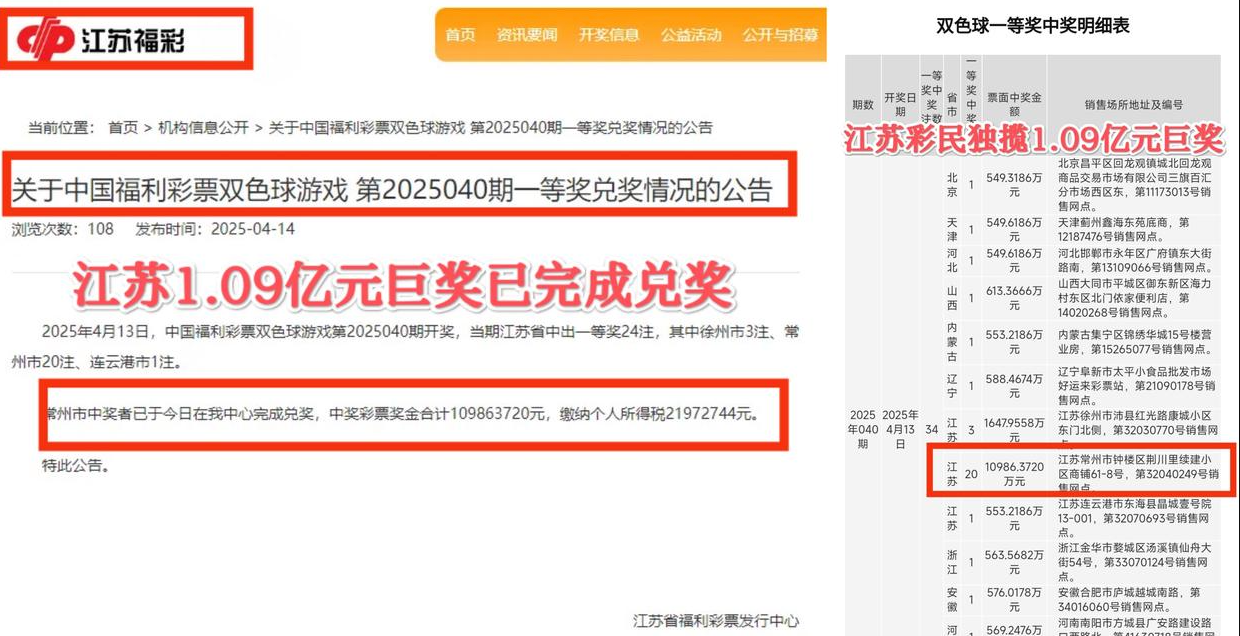 江苏福彩
首页 资讯要闻 开奖信息 公益活动 公开与招募
当前位置: 首页 > 机构信息公开 > 关于中国福利彩票双色球游戏 第2025040期一等奖兑奖情况的公告
关于中国福利彩票双色球游戏 第2025040期一等奖兑奖情况的公告
浏览次数: 108 发布时间: 2025-04-14
江苏1.09亿元巨奖已完成兑奖
2025年4月13日，中国福利彩票双色球游戏第2025040期开奖，当期江苏省中出一等奖24注，其中徐州市3注、常
州市20注、连云港市1注。
常州市中奖者已于今日在我中心完成兑奖，中奖彩票奖金合计109863720元，缴纳个人所得税21972744元。
特此公告。
江苏省福利彩票发行中心
双色球一等奖中奖明细表
期数
开奖日
期
一等
奖中
奖
注数
省
市
一
等
奖
中
奖
票面中奖金
额
销售场所地址及编号
江苏彩民独揽1.09亿元巨奖
2025
年040
期
2025年
4月13
日
34
北
京
1
549.3186万
元
北京昌平区回龙观镇城北回龙观
商品交易市场有限公司三旗百汇
分市场西区东，第11173013号销
售网点。
天
津
1
549.6186万
元
天津蓟州鑫海东苑底商，第
12187476号销售网点。
河
北
1
549.6186万
元
河北邯郸市永年区广府镇东大街
路南，第13109066号销售网点。
山
西
1
613.3666万
元
山西大同市平城区御东新区海力
村东区北门依家便利店，第
14020268号销售网点。
内
蒙
古
1
553.2186万
元
内蒙古集宁区锦绣华城15号楼营
业房，第15265077号销售网点。
辽
宁
1
588.4674万
元
辽宁阜新市太平小食品批发市场
好运来彩票站，第21090178号销
售网点。
江
苏
3
1647.9558万
元
江苏徐州市沛县红光路康城小区
东门北侧，第32030770号销售网
江
苏
20
10986.3720
万元
江苏常州市钟楼区荆川里续建小
区商铺61-8号，第32040249号销
售网点
江
苏
1
553.2186万
元
江苏连云港市东海县晶城壹号院
13-001，第32070693号销售网
点。
浙
江
1
563.5682万
元
浙江金华市婺城区汤溪镇仙舟大
街54号，第33070124号销售网
点。
安
徽
1
576.0178万
元
安徽合肥市庐城越城南路，第
34016060号销售网点。
河
1
569.2476万
河南南阳市方城县广安路建设路